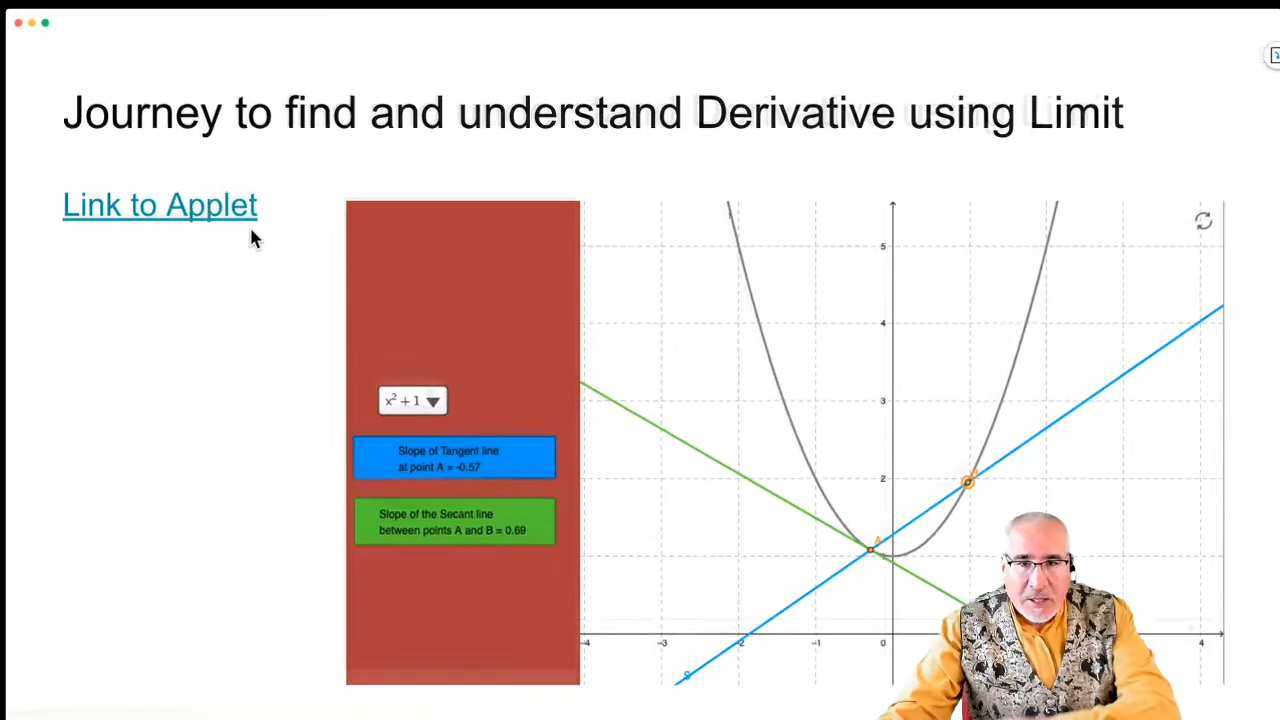 Journey to find and understand Derivative using Limit
Link to Applet
x² + 1
Slope of Tangent line
at point A = -0.57
Slope of the Secant line
between points A and B = 0.69
5
4
3
2
A
-4 -3 -2 -1 0 4